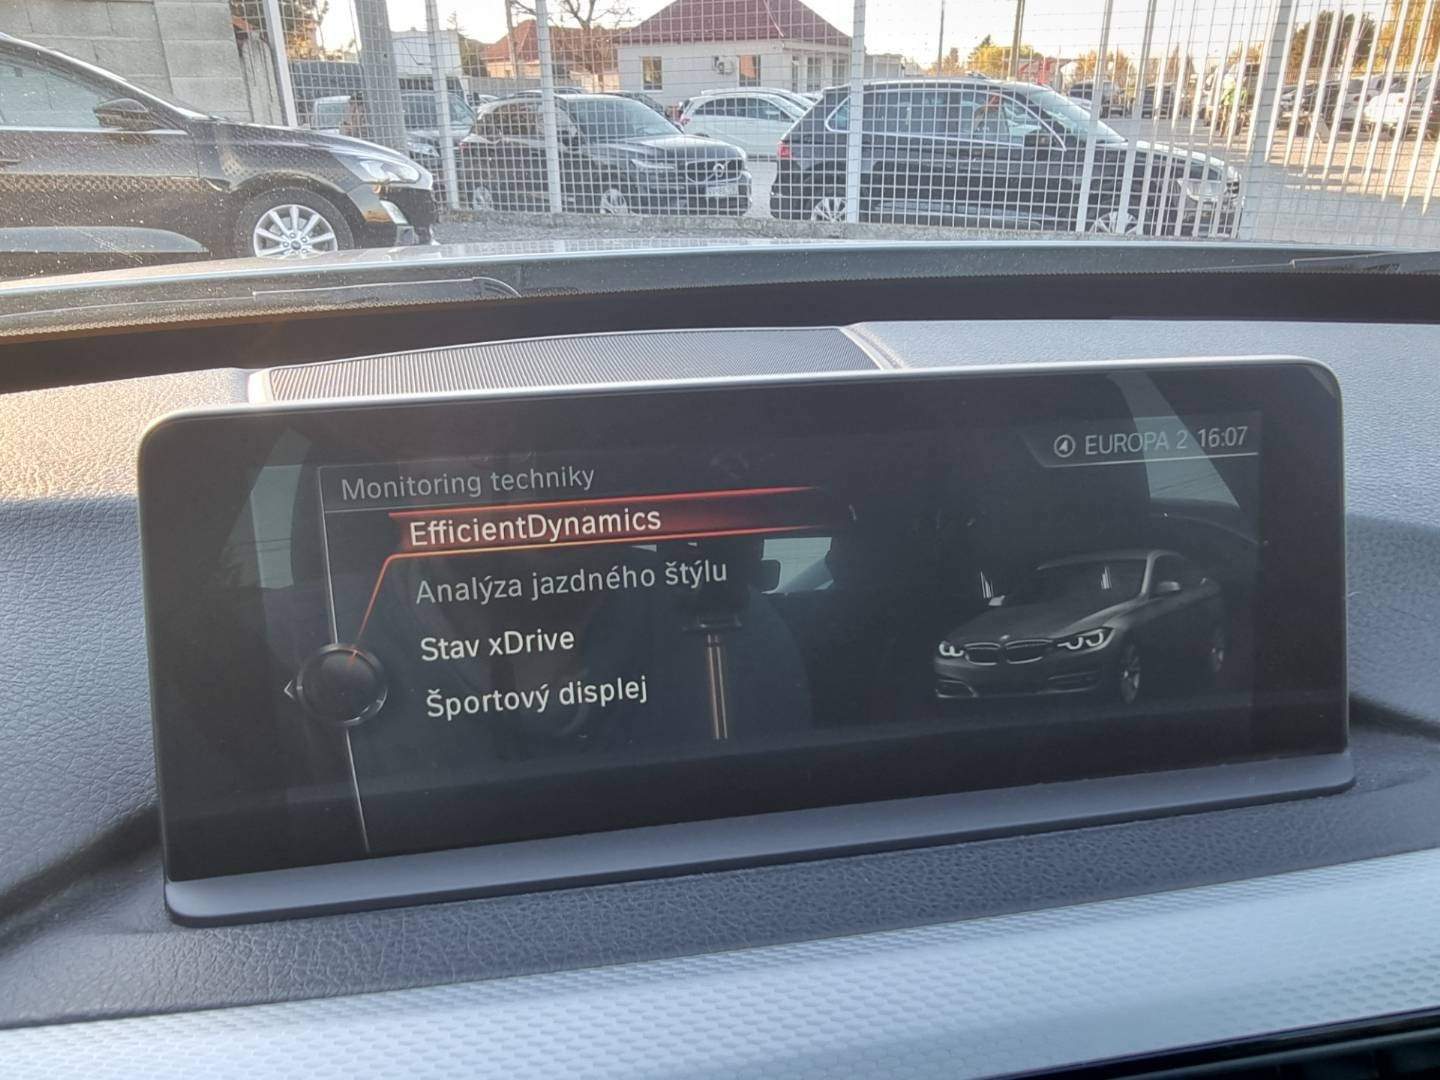 EUROPA 2 16:07
Monitoring techniky
EfficientDynamics
Analýza jazdného štýlu
Stav xDrive
Športový displej